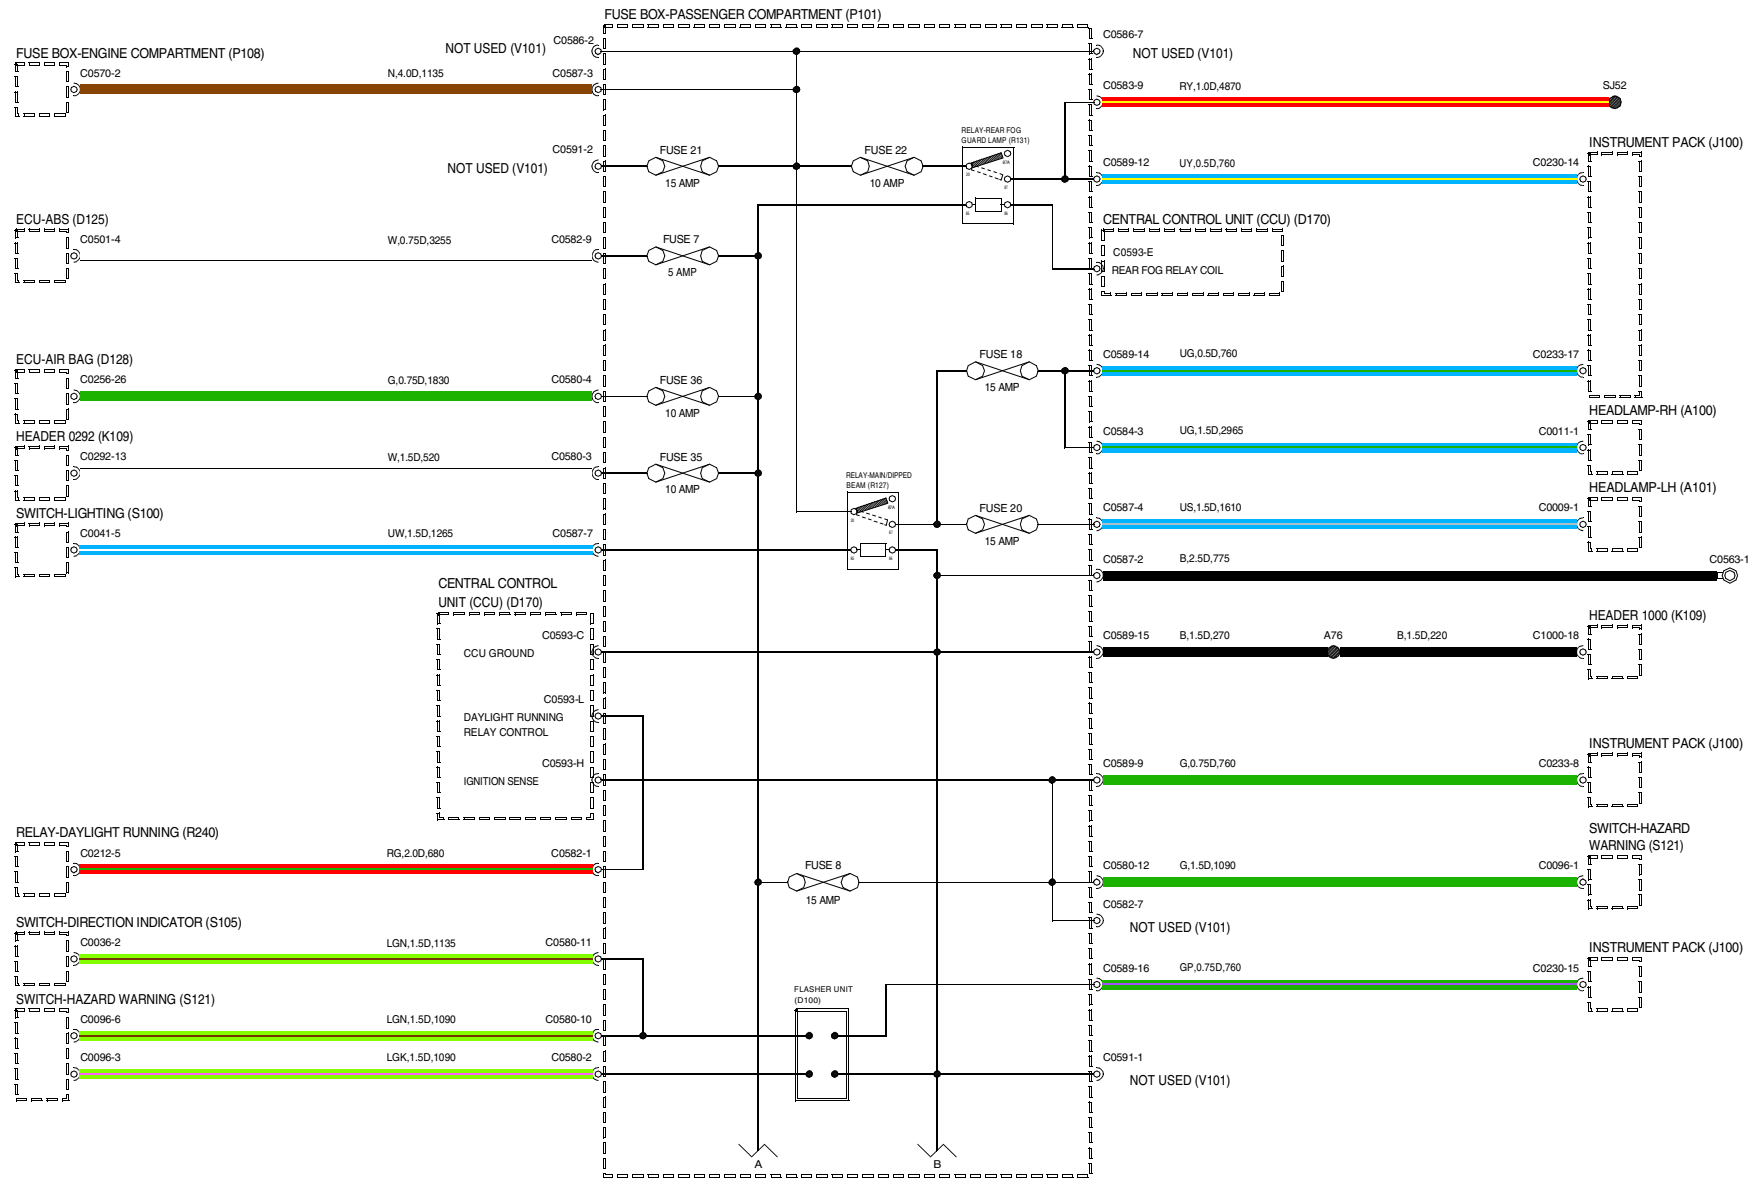 FUSE BOX-PASSENGER COMPARTMENT (P101)
FUSE BOX-ENGINE COMPARTMENT (P108)
C0570-2
N,4.0D,1135
C0587-3
NOT USED (V101)
C0586-2
C0586-7
NOT USED (V101)
C0583-9
RY,1.0D,4870
SJ52
C0591-2
NOT USED (V101)
FUSE 21
15 AMP
FUSE 22
10 AMP
RELAY-REAR FOG
GUARD LAMP (R131)
87A
30
87
85
86
C0589-12
UY,0.5D,760
C0230-14
INSTRUMENT PACK (J100)
ECU-ABS (D125)
C0501-4
W,0.75D,3255
C0582-9
FUSE 7
5 AMP
CENTRAL CONTROL UNIT (CCU) (D170)
C0593-E
REAR FOG RELAY COIL
ECU-AIR BAG (D128)
C0256-26
G,0.75D,1830
C0580-4
FUSE 36
10 AMP
FUSE 18
15 AMP
C0589-14
UG,0.5D,760
C0233-17
HEADER 0292 (K109)
C0292-13
W,1.5D,520
C0580-3
FUSE 35
10 AMP
C0584-3
UG,1.5D,2965
C0011-1
HEADLAMP-RH (A100)
SWITCH-LIGHTING (S100)
C0041-5
UW,1.5D,1265
C0587-7
RELAY-MAIN/DIPPED
BEAM (R127)
87A
30
87
85
86
FUSE 20
15 AMP
C0587-4
US,1.5D,1610
C0009-1
HEADLAMP-LH (A101)
C0587-2
B,2.5D,775
C0563-1
CENTRAL CONTROL
UNIT (CCU) (D170)
C0593-C
CCU GROUND
C0593-L
DAYLIGHT RUNNING
RELAY CONTROL
C0593-H
IGNITION SENSE
C0589-15
B,1.5D,270
A76
B,1.5D,220
C1000-18
HEADER 1000 (K109)
C0589-9
G,0.75D,760
C0233-8
INSTRUMENT PACK (J100)
RELAY-DAYLIGHT RUNNING (R240)
C0212-5
RG,2.0D,680
C0582-1
FUSE 8
15 AMP
C0580-12
G,1.5D,1090
C0096-1
SWITCH-HAZARD
WARNING (S121)
C0582-7
NOT USED (V101)
SWITCH-DIRECTION INDICATOR (S105)
C0036-2
LGN,1.5D,1135
C0580-11
C0589-16
GP,0.75D,760
C0230-15
INSTRUMENT PACK (J100)
SWITCH-HAZARD WARNING (S121)
C0096-6
LGN,1.5D,1090
C0580-10
FLASHER UNIT
(D100)
C0096-3
LGK,1.5D,1090
C0580-2
C0591-1
NOT USED (V101)
A
B